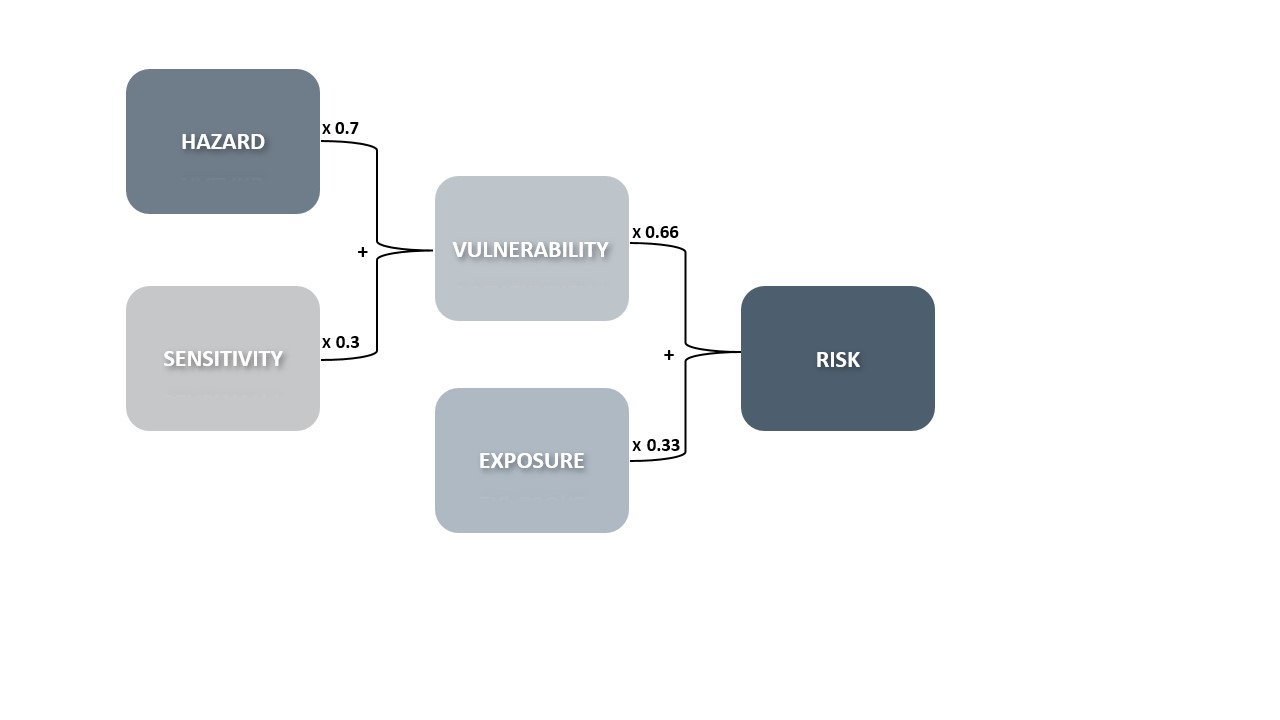 HAZARD
x 0.7
+
SENSITIVITY
x 0.3
VULNERABILITY
x 0.66
+
EXPOSURE
x 0.33
RISK